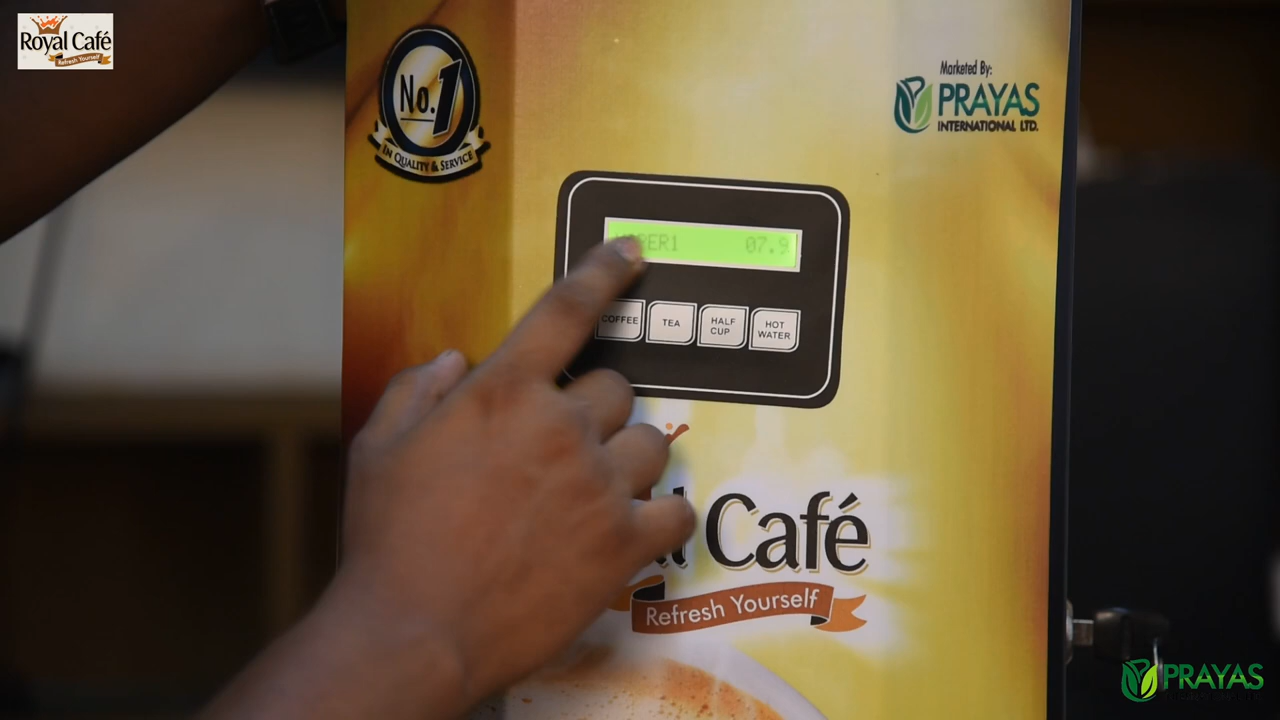 Royal Café
Refresh Yourself
No.1
IN QUALITY & SERVICE
Marketed By:
PRAYAS
INTERNATIONAL LTD.
07.9
COFFEE
TEA
HALF
CUP
HOT
WATER
Café
Refresh Yourself
PRAYAS